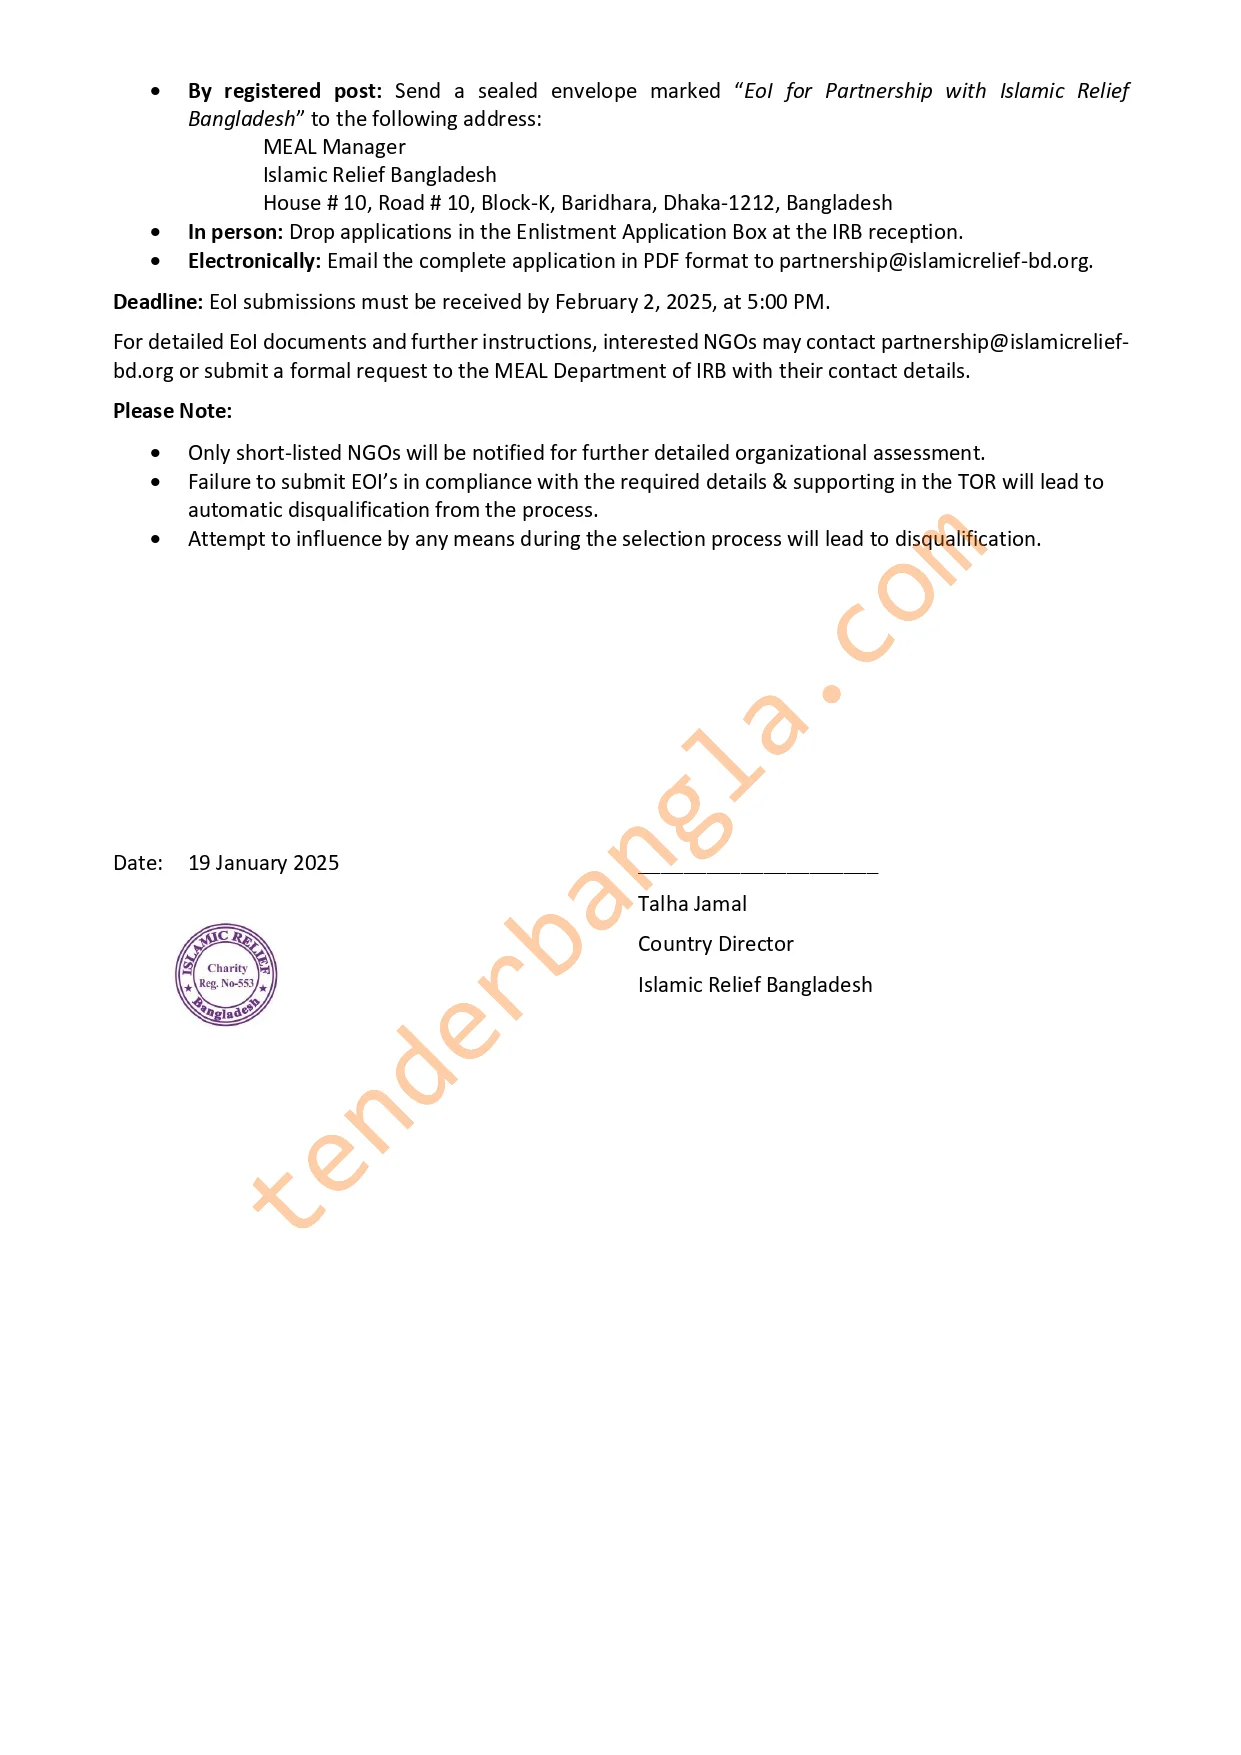 • By registered post: Send a sealed envelope marked “EoI for Partnership with Islamic Relief
Bangladesh” to the following address:
MEAL Manager
Islamic Relief Bangladesh
House # 10, Road # 10, Block-K, Baridhara, Dhaka-1212, Bangladesh
• In person: Drop applications in the Enlistment Application Box at the IRB reception.
• Electronically: Email the complete application in PDF format to partnership@islamicrelief-bd.org.
Deadline: EoI submissions must be received by February 2, 2025, at 5:00 PM.
For detailed EoI documents and further instructions, interested NGOs may contact partnership@islamicrelief-
bd.org or submit a formal request to the MEAL Department of IRB with their contact details.
Please Note:
• Only short-listed NGOs will be notified for further detailed organizational assessment.
• Failure to submit EOI’s in compliance with the required details & supporting in the TOR will lead to
automatic disqualification from the process.
• Attempt to influence by any means during the selection process will lead to disqualification.
Date: 19 January 2025 ______________________
Talha Jamal
Country Director
Islamic Relief Bangladesh
ISLAMIC RELIEF
Charity
Reg. No-553
Bangladesh
tenderbangla.com